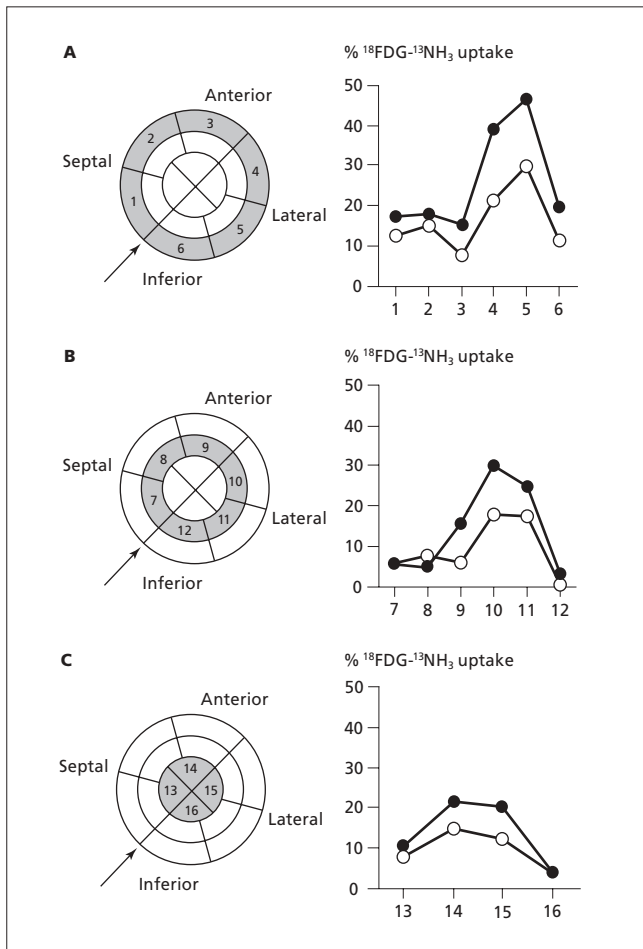 A
% ¹⁸FDG-¹³NH₃ uptake
Anterior
Septal
Lateral
Inferior
1
2
3
4
5
6
50
40
30
20
10
0
1 2 3 4 5 6
B
% ¹⁸FDG-¹³NH₃ uptake
Anterior
Septal
Lateral
Inferior
7
8
9
10
11
12
50
40
30
20
10
0
7 8 9 10 11 12
C
% ¹⁸FDG-¹³NH₃ uptake
Anterior
Septal
Lateral
Inferior
13
14
15
16
50
40
30
20
10
0
13 14 15 16